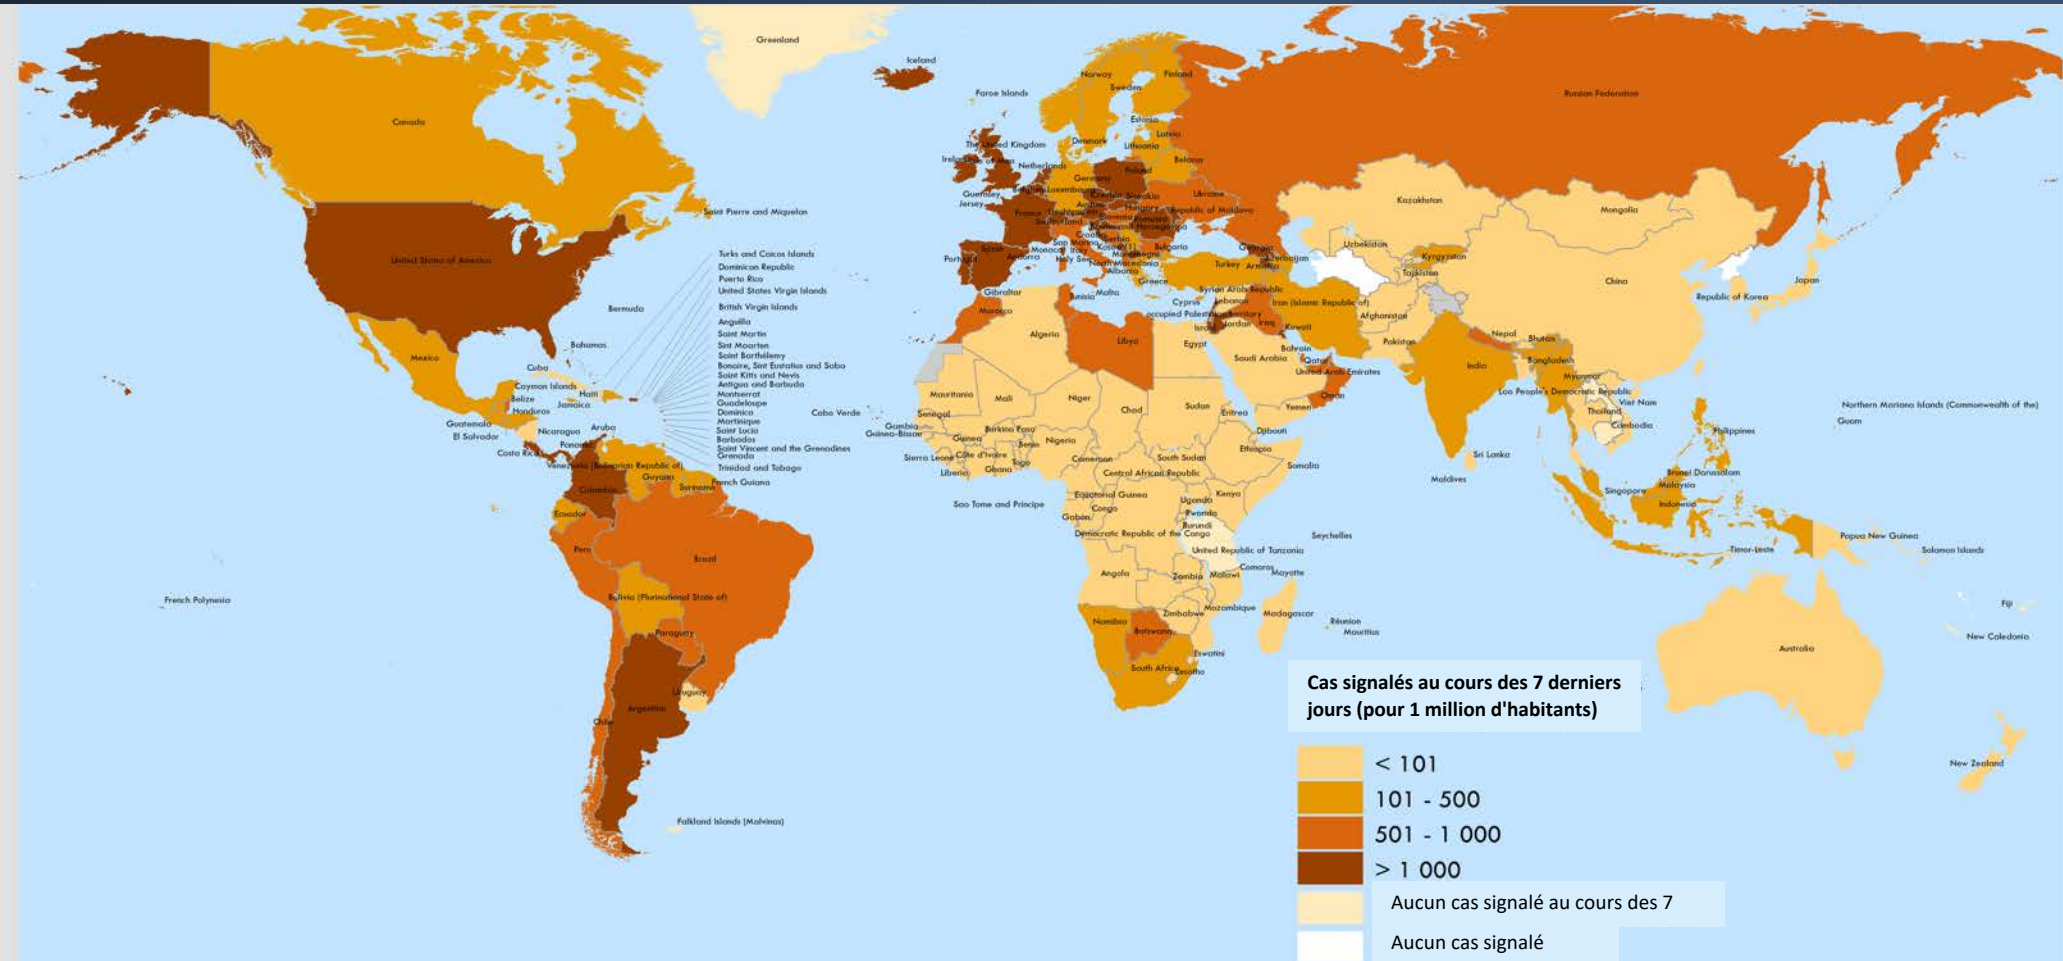 Greenland
Iceland
Faroe Islands
Norway
Finland
Sweden
Russian Federation
Canada
Estonia
Latvia
Denmark
Lithuania
The United Kingdom
Belarus
Netherlands
Poland
Germany
Guernsey
Jersey
Ukraine
Saint Pierre and Miquelon
France
Hungary
Republic of Moldova
Kazakhstan
Mongolia
Croatia
Serbia
Bulgaria
Georgia
Uzbekistan
Kyrgyzstan
Turks and Caicos Islands
Dominican Republic
Puerto Rico
United States Virgin Islands
British Virgin Islands
Anguilla
Saint Martin
Sint Maarten
Saint Barthélemy
Bonaire, Sint Eustatius and Saba
Saint Kitts and Nevis
Antigua and Barbuda
Montserrat
Guadeloupe
Dominica
Martinique
Saint Lucia
Barbados
Saint Vincent and the Grenadines
Grenada
Trinidad and Tobago
United States of America
Bermuda
Spain
Andorra
North Macedonia
Albania
Greece
Turkey
Azerbaijan
Tajikistan
China
Japan
Republic of Korea
Gibraltar
Tunisia
Malta
Cyprus
Lebanon
Syrian Arab Republic
Iran (Islamic Republic of)
Afghanistan
Morocco
occupied Palestinian territory
Jordan
Iraq
Kuwait
Algeria
Libya
Egypt
Pakistan
Nepal
Bhutan
Bahamas
Mexico
Cuba
Saudi Arabia
Bahrain
Qatar
United Arab Emirates
India
Bangladesh
Myanmar
Cayman Islands
Haiti
Belize
Jamaica
Honduras
Guatemala
El Salvador
Nicaragua
Aruba
Cabo Verde
Mauritania
Mali
Niger
Chad
Sudan
Eritrea
Yemen
Oman
Lao People's Democratic Republic
Viet Nam
Thailand
Cambodia
Philippines
Northern Mariana Islands (Commonwealth of the)
Guam
Senegal
Gambia
Guinea-Bissau
Burkina Faso
Guinea
Benin
Nigeria
Djibouti
Costa Rica
Panama
Venezuela (Bolivarian Republic of)
Guyana
Suriname
French Guiana
Colombia
Sierra Leone
Côte d'Ivoire
Liberia
Ghana
Togo
Cameroon
Central African Republic
South Sudan
Ethiopia
Somalia
Sri Lanka
Maldives
Brunei Darussalam
Malaysia
Singapore
Indonesia
Ecuador
Sao Tome and Principe
Equatorial Guinea
Gabon
Congo
Uganda
Kenya
Rwanda
Burundi
Democratic Republic of the Congo
Seychelles
Peru
Brazil
United Republic of Tanzania
Timor-Leste
Papua New Guinea
Solomon Islands
French Polynesia
Bolivia (Plurinational State of)
Angola
Zambia
Malawi
Comoros
Mayotte
Fiji
Paraguay
Namibia
Botswana
Zimbabwe
Mozambique
Madagascar
Réunion
Mauritius
New Caledonia
Australia
South Africa
Eswatini
Lesotho
Uruguay
Argentina
Chile
New Zealand
Falkland Islands (Malvinas)
Cas signalés au cours des 7 derniers
jours (pour 1 million d'habitants)
< 101
101 - 500
501 - 1 000
> 1 000
Aucun cas signalé au cours des 7
Aucun cas signalé